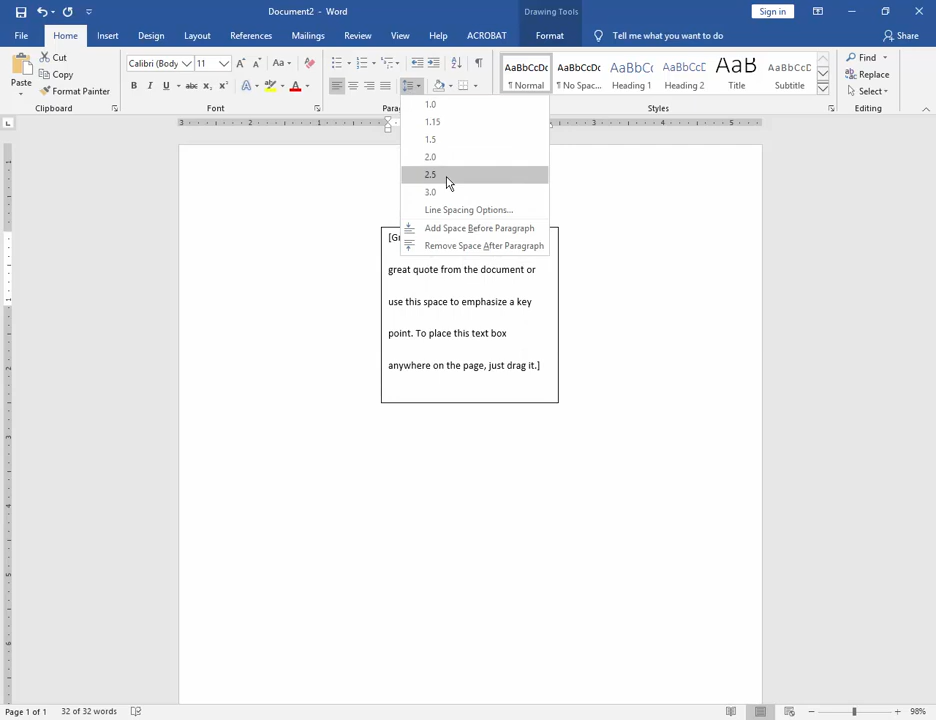 Document2 - Word
Drawing Tools
Sign in
File Home Insert Design Layout References Mailings Review View Help ACROBAT Format Tell me what you want to do Share
Paste
Cut
Copy
Format Painter
Clipboard
Calibri (Body 11
Font
AaBbCcDc
¶ Normal
AaBbCcDc
¶ No Spac...
AaBbCc
Heading 1
AaBbCcD
Heading 2
AaB
Title
AaBbCcD
Subtitle
Styles
Find
Replace
Select
Editing
1.0
1.15
1.5
2.0
2.5
3.0
Line Spacing Options...
Add Space Before Paragraph
Remove Space After Paragraph
great quote from the document or
use this space to emphasize a key
point. To place this text box
anywhere on the page, just drag it.]
Page 1 of 1 32 of 32 words 98%